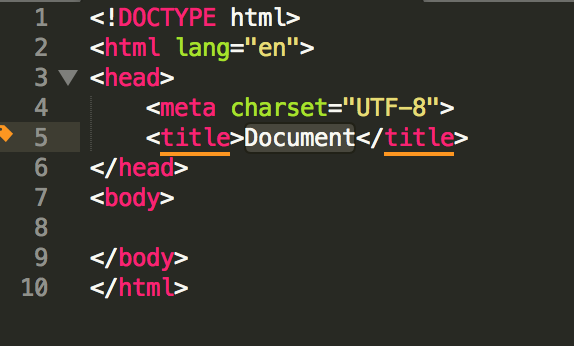 1 <!DOCTYPE html>
2 <html lang="en">
3 <head>
4     <meta charset="UTF-8">
5     <title>Document</title>
6 </head>
7 <body>
8
9 </body>
10 </html>